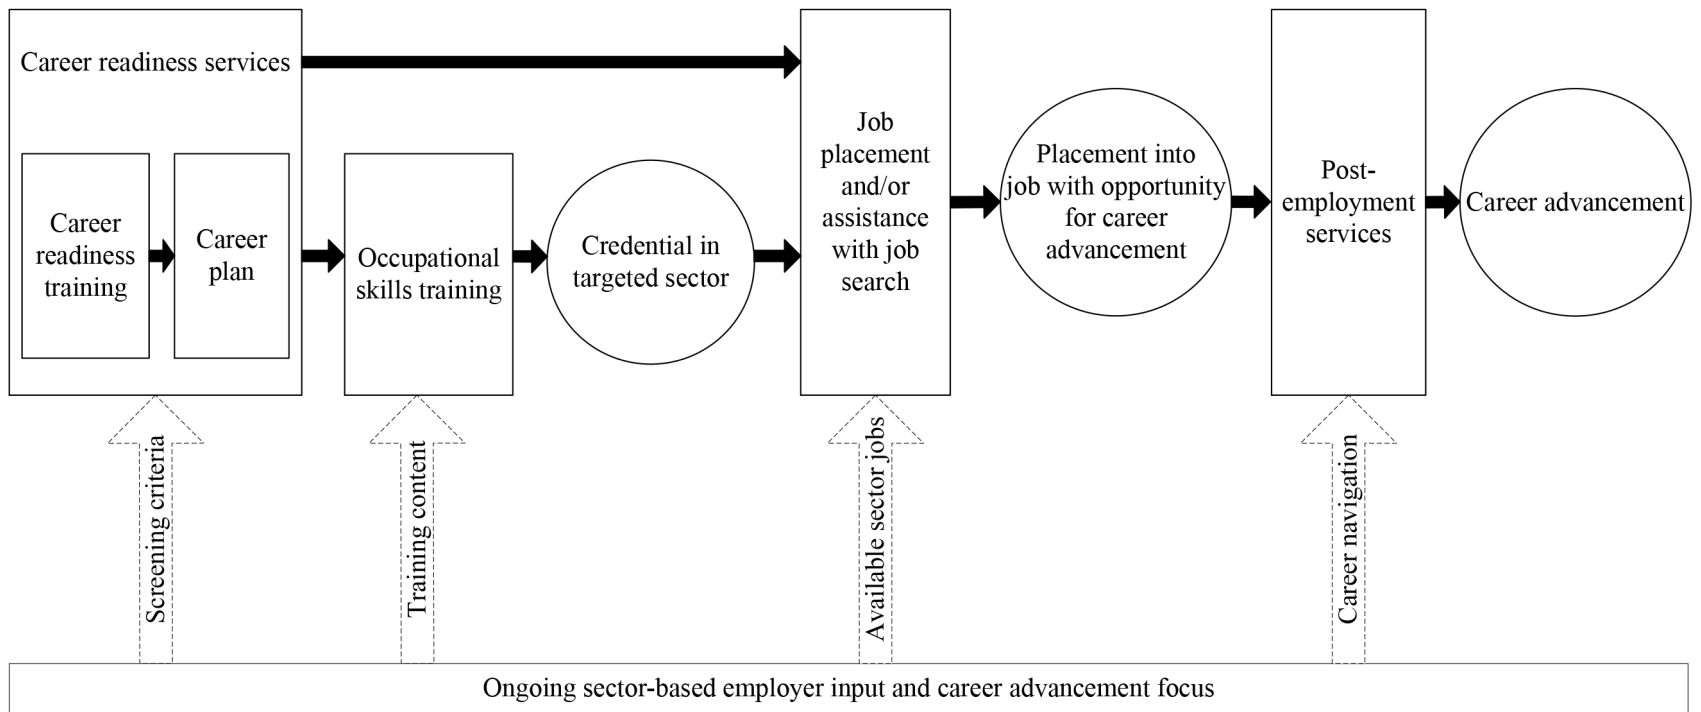 Career readiness services
Career
readiness
training
Career
plan
Occupational
skills training
Credential in
targeted sector
Job
placement
and/or
assistance
with job
search
Placement into
job with opportunity
for career
advancement
Post-
employment
services
Career advancement
Screening criteria
Training content
Available sector jobs
Career navigation
Ongoing sector-based employer input and career advancement focus